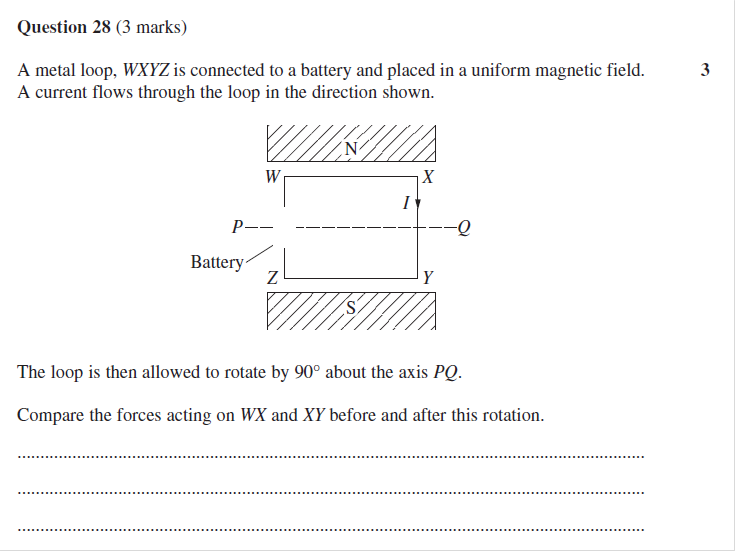 Question 28 (3 marks)
A metal loop, WXYZ is connected to a battery and placed in a uniform magnetic field. 3
A current flows through the loop in the direction shown.
N
W X
I
P Q
Battery
Z Y
S
The loop is then allowed to rotate by 90° about the axis PQ.
Compare the forces acting on WX and XY before and after this rotation.